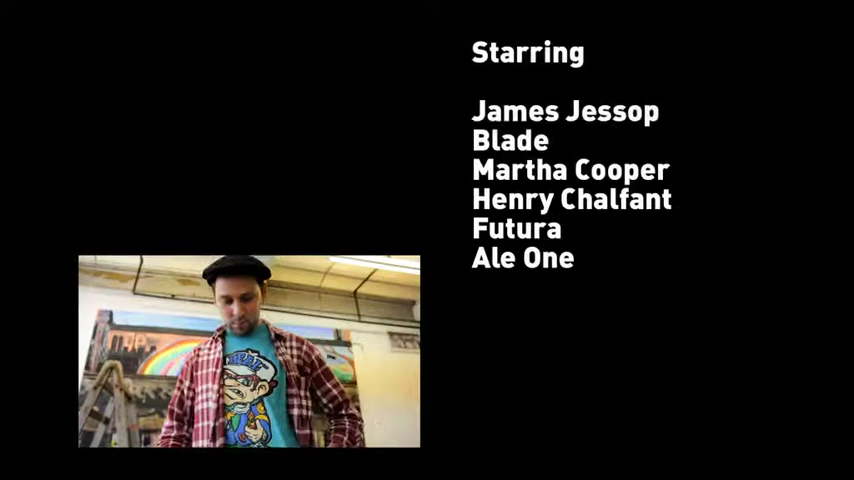 Starring
James Jessop
Blade
Martha Cooper
Henry Chalfant
Futura
Ale One